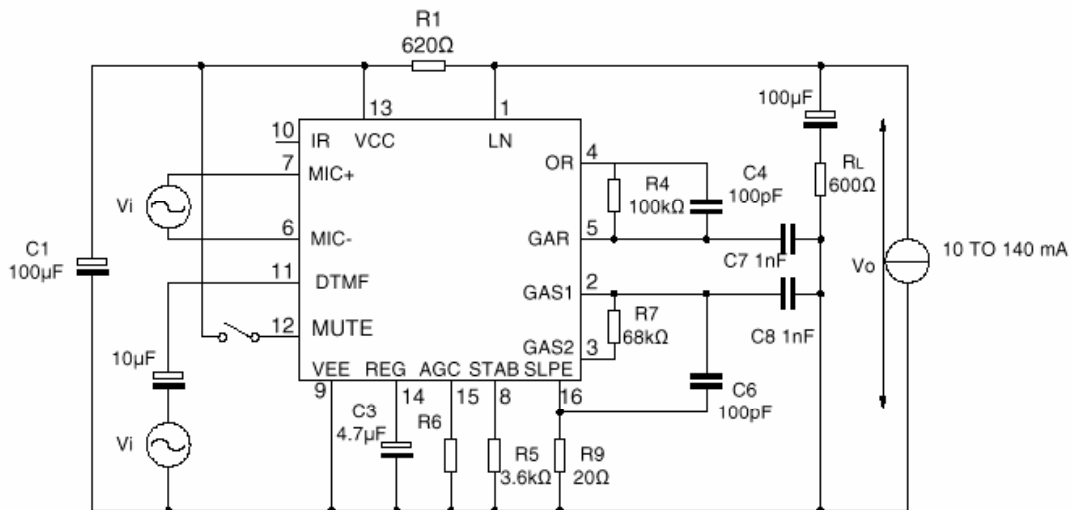 R1
620Ω
13
1
100µF
10
IR
VCC
LN
7
MIC+
OR
4
R4
100kΩ
C4
100pF
RL
600Ω
Vi
6
MIC-
GAR
5
C7 1nF
C1
100µF
11
DTMF
GAS1
2
Vo
10 TO 140 mA
R7
68kΩ
C8 1nF
12
MUTE
GAS2
3
10µF
VEE
REG
AGC
STAB
SLPE
9
14
15
8
16
C6
100pF
C3
4.7µF
R6
Vi
R5
3.6kΩ
R9
20Ω